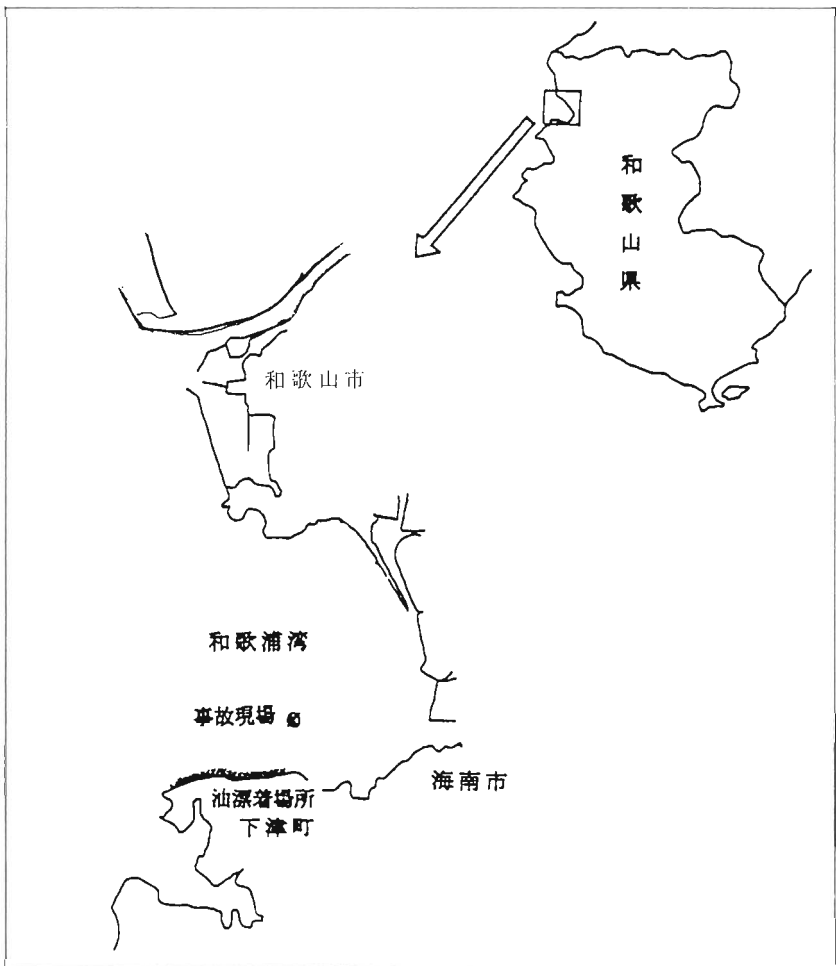 和歌山県
和歌山市
和歌浦湾
事故現場
海南市
油漂着場所
下津町